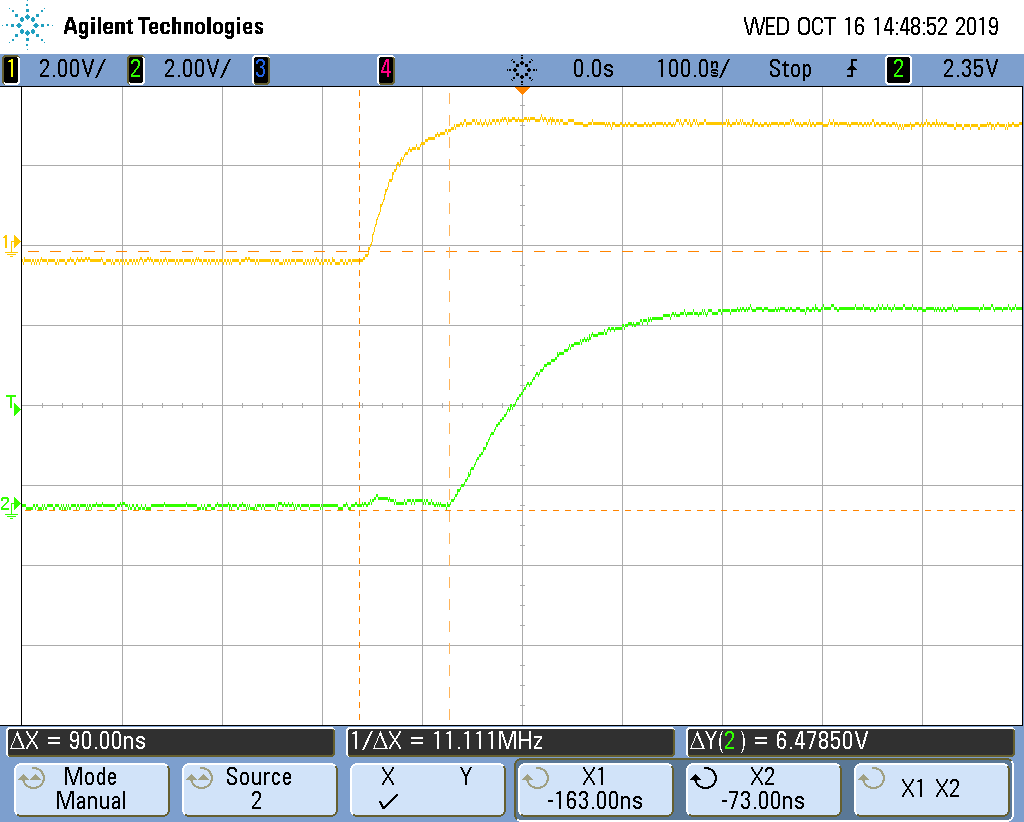 Agilent Technologies
WED OCT 16 14:48:52 2019
1 2.00V/ 2 2.00V/ 3 4 0.0s 100.0ns/ Stop 2 2.35V
1
T
2
ΔX = 90.00ns
1/ΔX = 11.111MHz
ΔY(2) = 6.47850V
Mode
Manual
Source
2
X Y
X1
-163.00ns
X2
-73.00ns
X1 X2